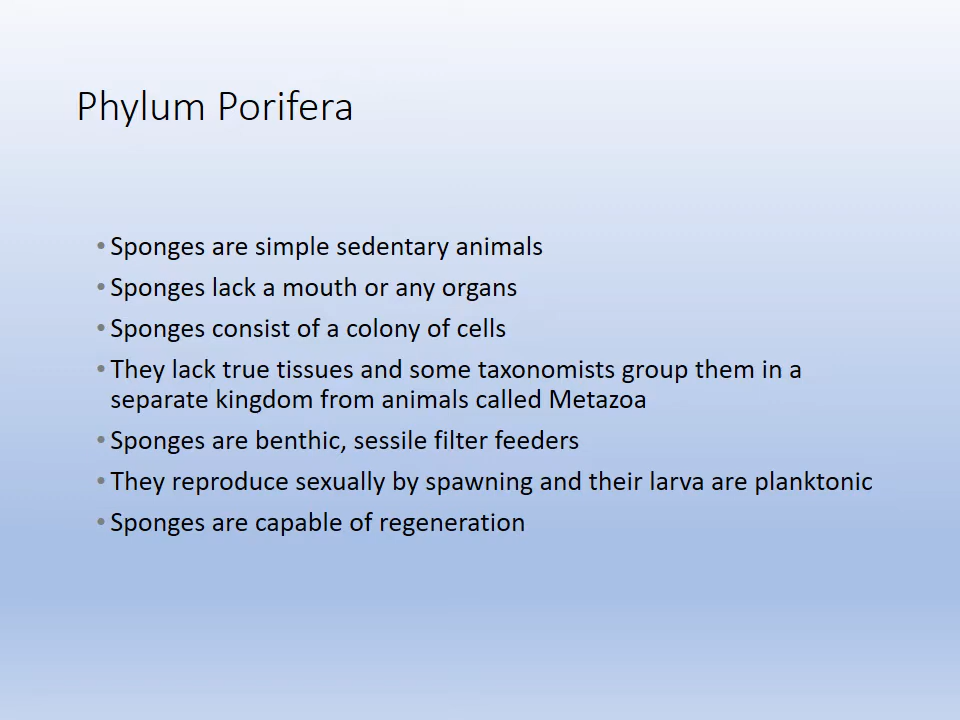 Phylum Porifera
• Sponges are simple sedentary animals
• Sponges lack a mouth or any organs
• Sponges consist of a colony of cells
• They lack true tissues and some taxonomists group them in a
separate kingdom from animals called Metazoa
• Sponges are benthic, sessile filter feeders
• They reproduce sexually by spawning and their larva are planktonic
• Sponges are capable of regeneration